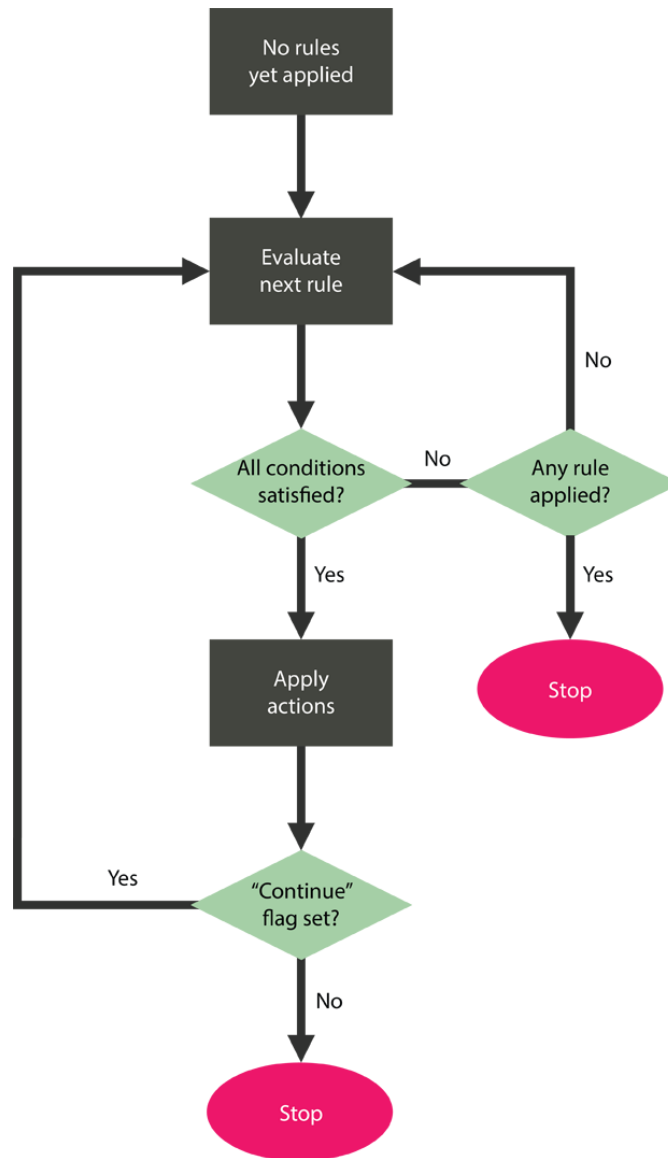 No rules
yet applied
Evaluate
next rule
No
All conditions
satisfied?
No
Any rule
applied?
Yes
Yes
Apply
actions
Stop
Yes
“Continue”
flag set?
No
Stop